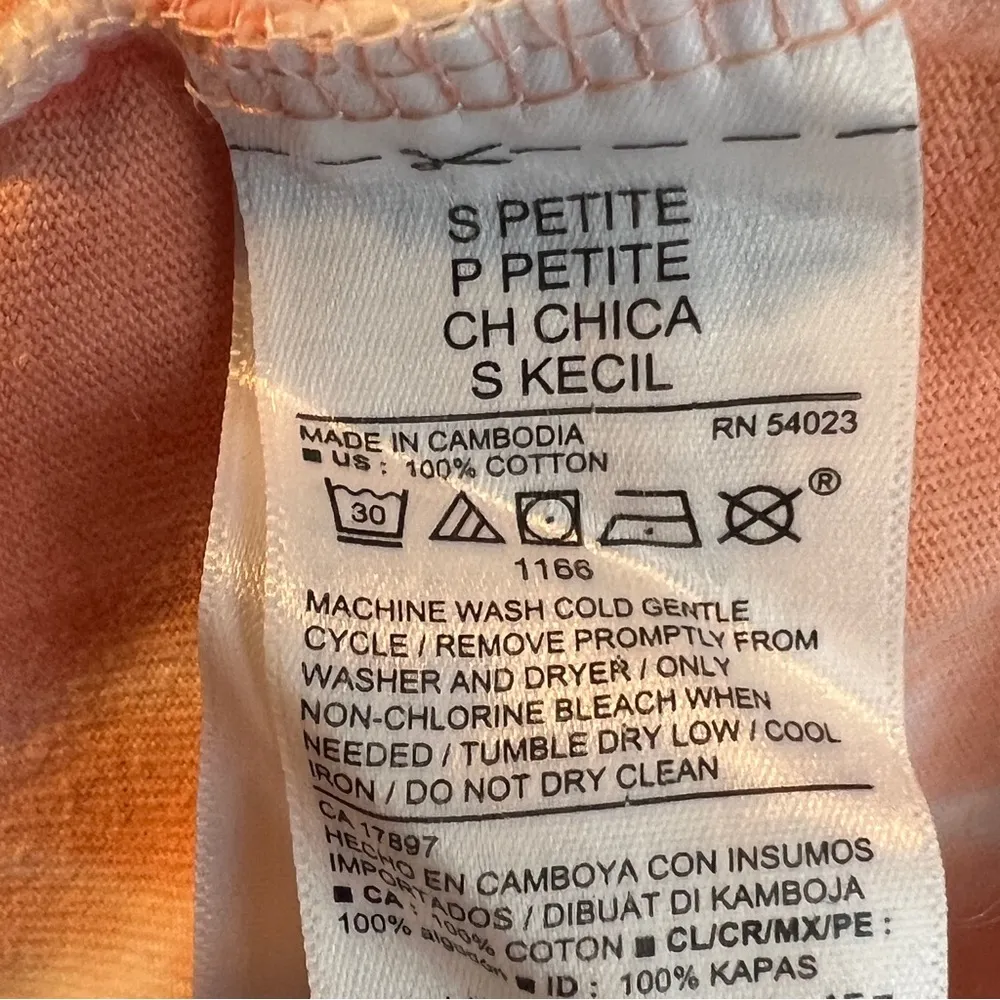 S PETITE
P PETITE
CH CHICA
S KECIL
MADE IN CAMBODIA RN 54023
■ US : 100% COTTON
30 ®
1166
MACHINE WASH COLD GENTLE
CYCLE / REMOVE PROMPTLY FROM
WASHER AND DRYER / ONLY
NON-CHLORINE BLEACH WHEN
NEEDED / TUMBLE DRY LOW / COOL
IRON / DO NOT DRY CLEAN
CA 17897
HECHO EN CAMBOYA CON INSUMOS
IMPORTADOS / DIBUAT DI KAMBOJA
■ CA : 100% COTON ■ CL/CR/MX/PE :
100% algodon ■ ID : 100% KAPAS